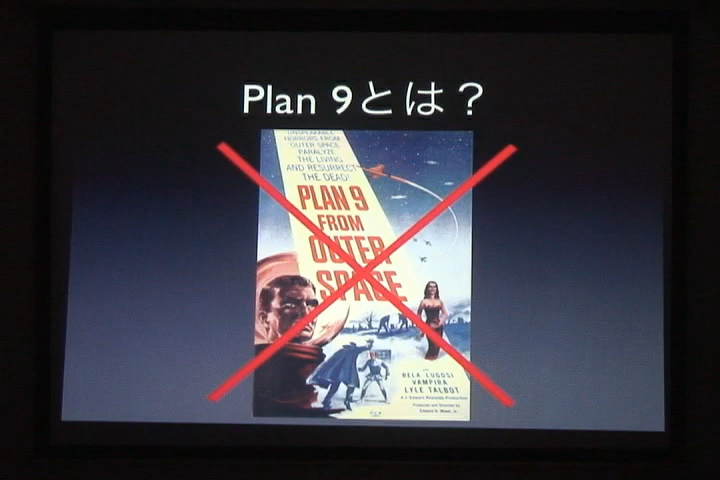 Plan 9とは？
UNSPEAKABLE
HORRORS FROM
OUTER SPACE
PARALYZE
THE LIVING
AND RESURRECT
THE DEAD!
PLAN 9
FROM
OUTER
SPACE
BELA LUGOSI
VAMPIRA
LYLE TALBOT